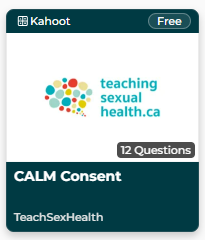 Kahoot
Free
teaching
sexual
health.ca
12 Questions
CALM Consent
TeachSexHealth